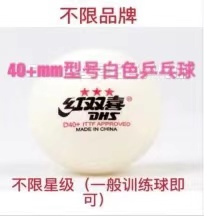 不限品牌
40+mm型号白色乒乓球
★★★
红双喜
DHS
D40+ ITTF APPROVED
MADE IN CHINA
不限星级（一般训练球即
可）